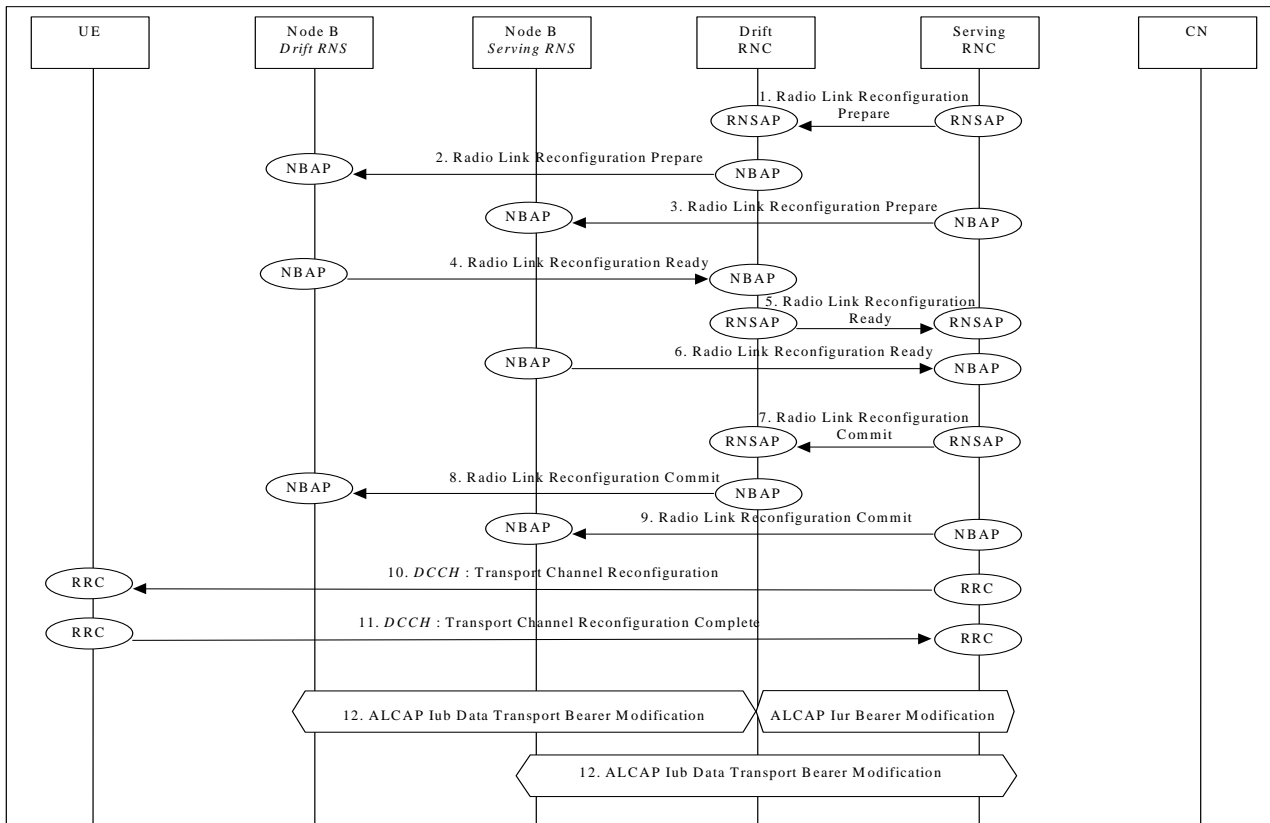 UE
Node B
Drift RNS
Node B
Serving RNS
Drift
RNC
Serving
RNC
CN
1. Radio Link Reconfiguration
Prepare
RNSAP
RNSAP
2. Radio Link Reconfiguration Prepare
NBAP
NBAP
3. Radio Link Reconfiguration Prepare
NBAP
NBAP
4. Radio Link Reconfiguration Ready
NBAP
NBAP
5. Radio Link Reconfiguration
Ready
RNSAP
RNSAP
6. Radio Link Reconfiguration Ready
NBAP
NBAP
7. Radio Link Reconfiguration
Commit
RNSAP
RNSAP
8. Radio Link Reconfiguration Commit
NBAP
NBAP
9. Radio Link Reconfiguration Commit
NBAP
NBAP
10. DCCH : Transport Channel Reconfiguration
RRC
RRC
11. DCCH : Transport Channel Reconfiguration Complete
RRC
RRC
12. ALCAP Iub Data Transport Bearer Modification
ALCAP Iur Bearer Modification
12. ALCAP Iub Data Transport Bearer Modification